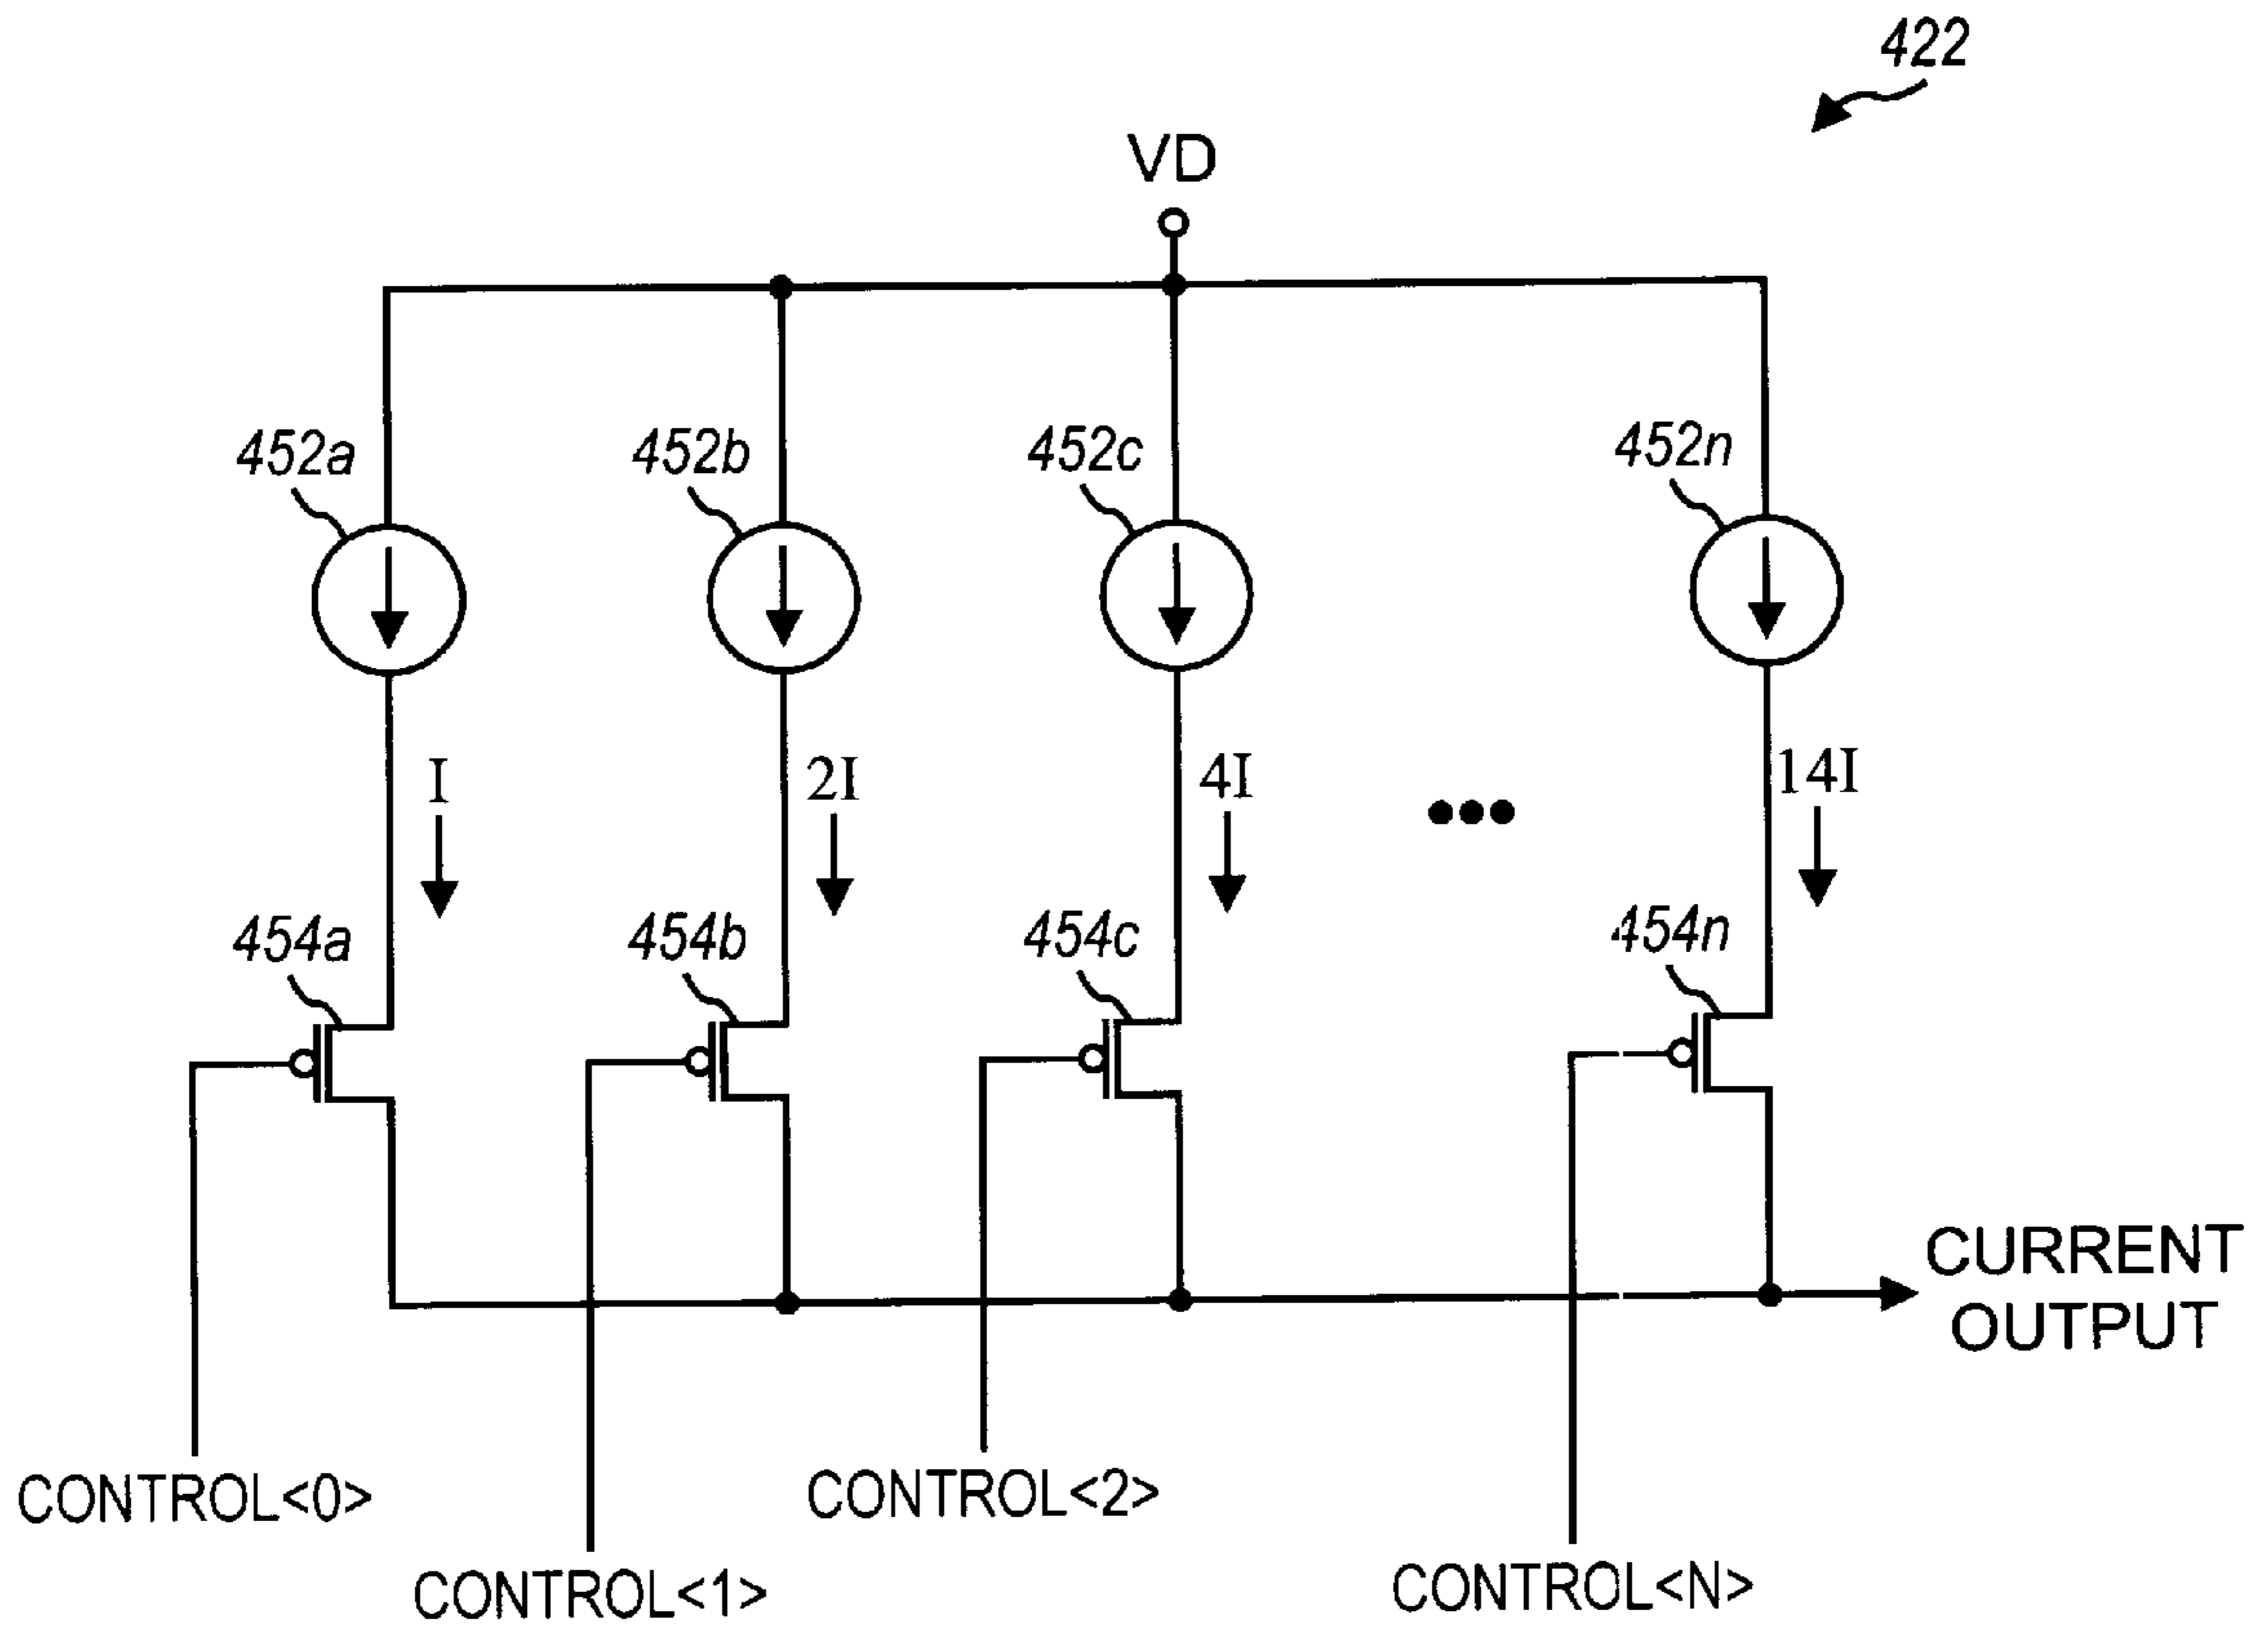 422
VD
452a
452b
452c
452n
I
2I
4I
14I
454a
454b
454c
454n
CURRENT
OUTPUT
CONTROL<0>
CONTROL<1>
CONTROL<2>
CONTROL<N>